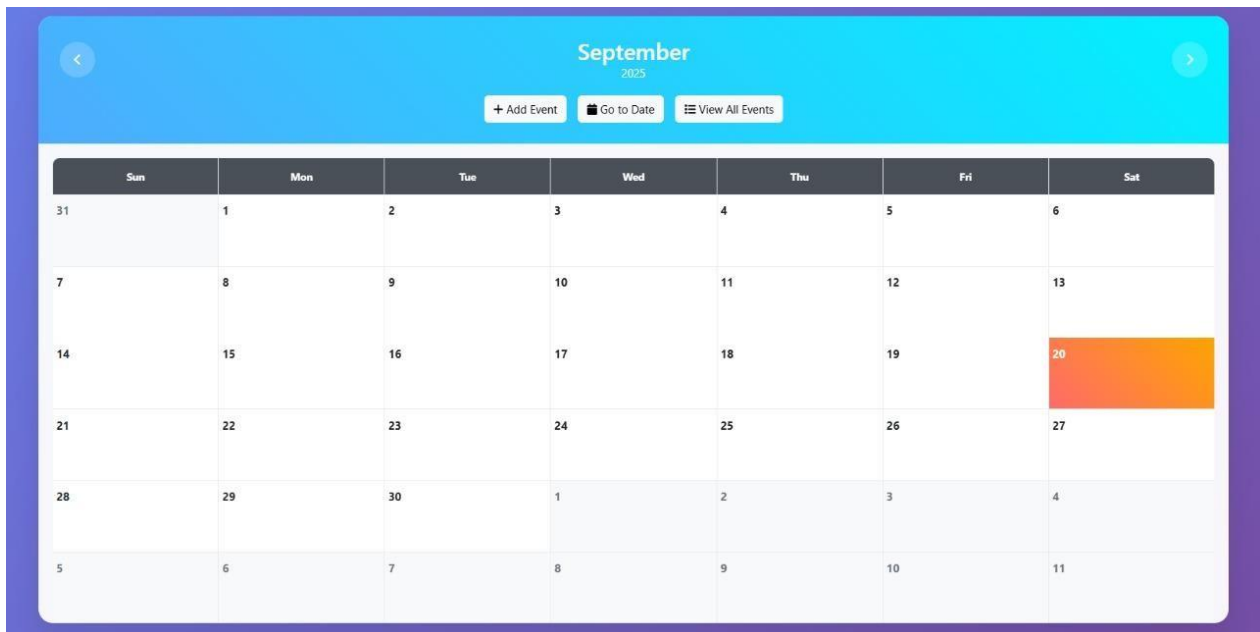 September
2025
+ Add Event Go to Date View All Events
Sun Mon Tue Wed Thu Fri Sat
31 1 2 3 4 5 6
7 8 9 10 11 12 13
14 15 16 17 18 19 20
21 22 23 24 25 26 27
28 29 30 1 2 3 4
5 6 7 8 9 10 11